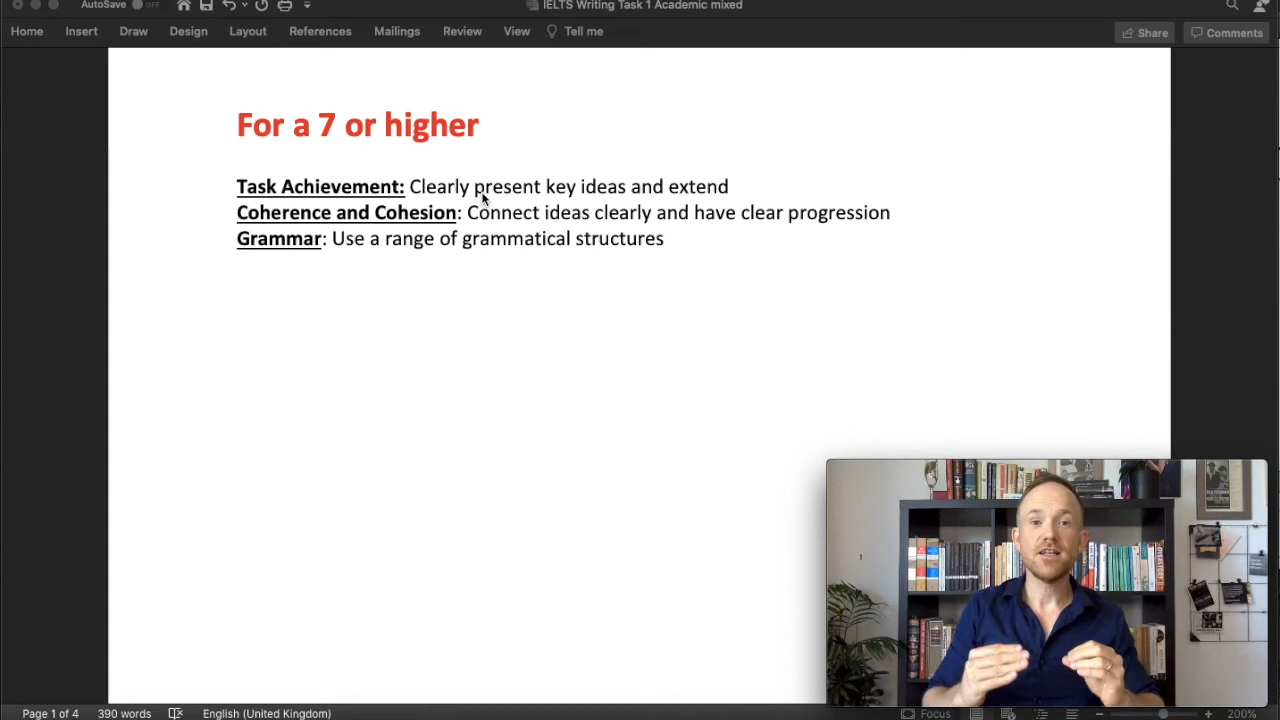 AutoSave OFF IELTS Writing Task 1 Academic mixed
Home Insert Draw Design Layout References Mailings Review View Tell me Share Comments
For a 7 or higher
Task Achievement: Clearly present key ideas and extend
Coherence and Cohesion: Connect ideas clearly and have clear progression
Grammar: Use a range of grammatical structures
Page 1 of 4 390 words English (United Kingdom) Focus 200%